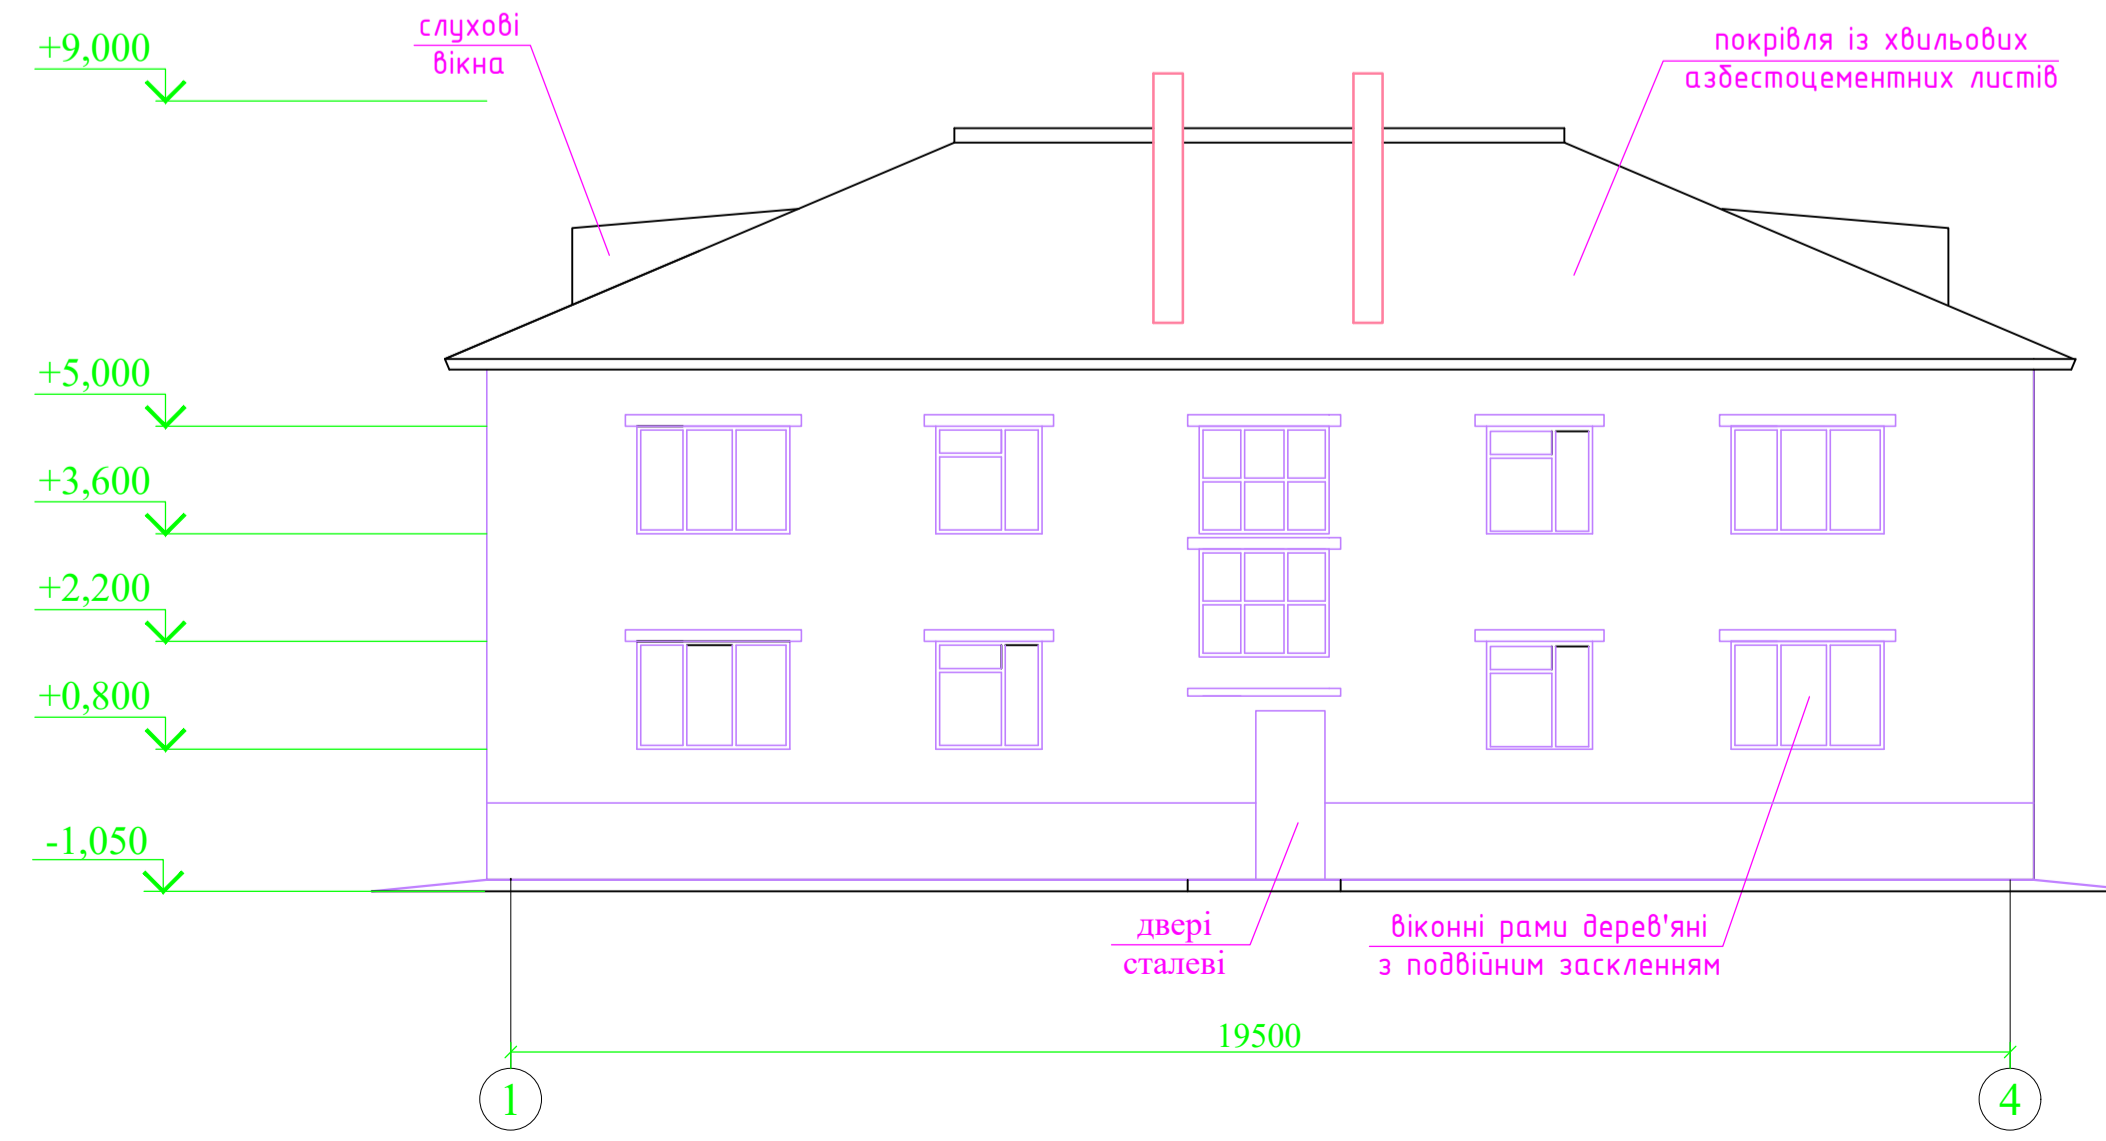 слухові
вікна
покрівля із хвильових
азбестоцементних листів
+9,000
+5,000
+3,600
+2,200
+0,800
-1,050
двері
сталеві
віконні рами дерев'яні
з подвійним заскленням
19500
1
4